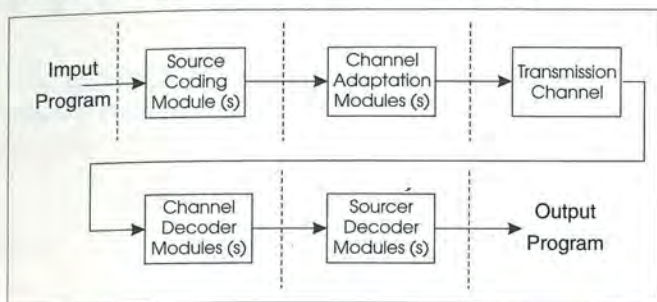 Imput
Program
Source
Coding
Module (s)
Channel
Adaptation
Modules (s)
Transmission
Channel
Channel
Decoder
Modules (s)
Sourcer
Decoder
Modules (s)
Output
Program